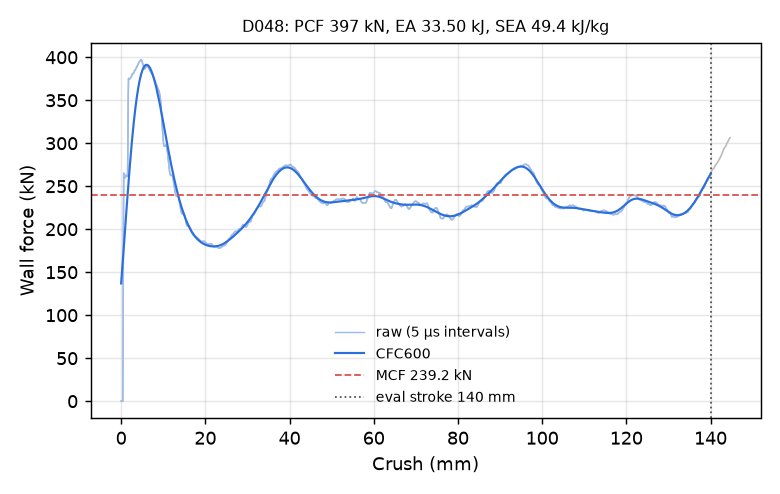 D048: PCF 397 kN, EA 33.50 kJ, SEA 49.4 kJ/kg
Wall force (kN)
400
350
300
250
200
150
100
50
0
raw (5 µs intervals)
CFC600
MCF 239.2 kN
eval stroke 140 mm
0 20 40 60 80 100 120 140
Crush (mm)